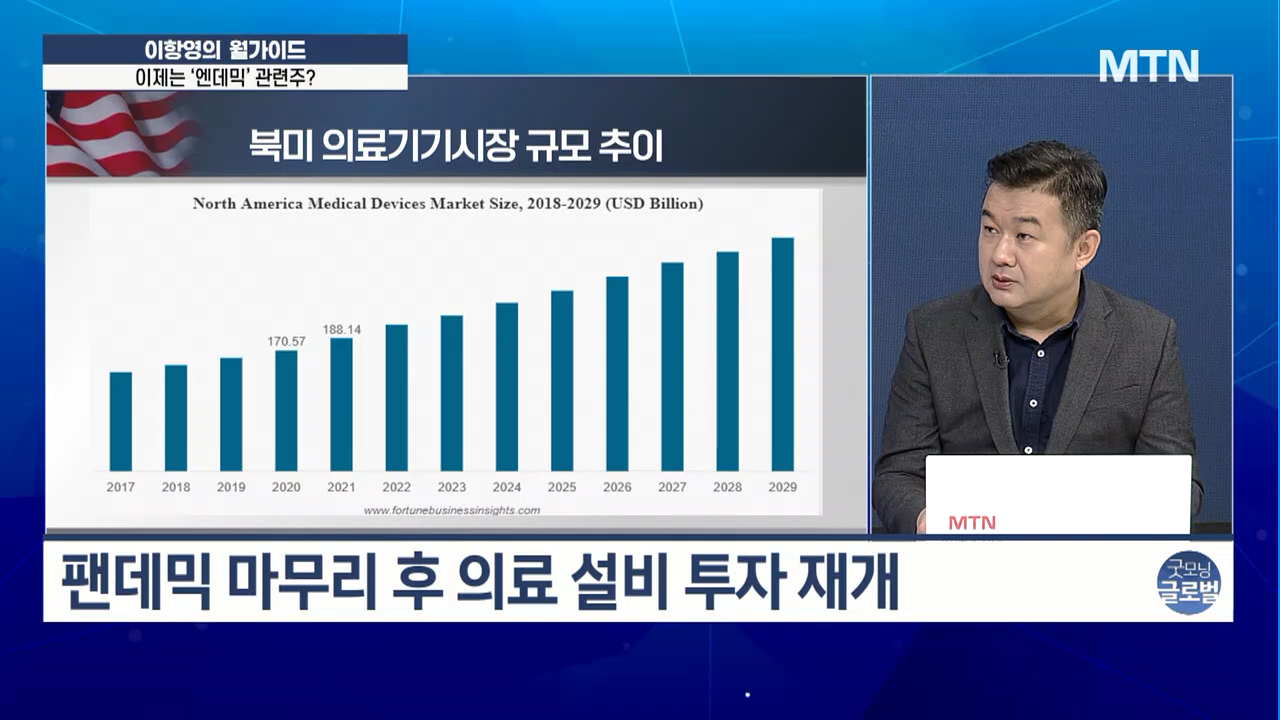 이항영의 월가이드
이제는 '엔데믹' 관련주?
MTN
북미 의료기기시장 규모 추이
North America Medical Devices Market Size, 2018-2029 (USD Billion)
170.57
188.14
2017 2018 2019 2020 2021 2022 2023 2024 2025 2026 2027 2028 2029
www.fortunebusinessinsights.com
MTN
팬데믹 마무리 후 의료 설비 투자 재개
굿모닝
글로벌